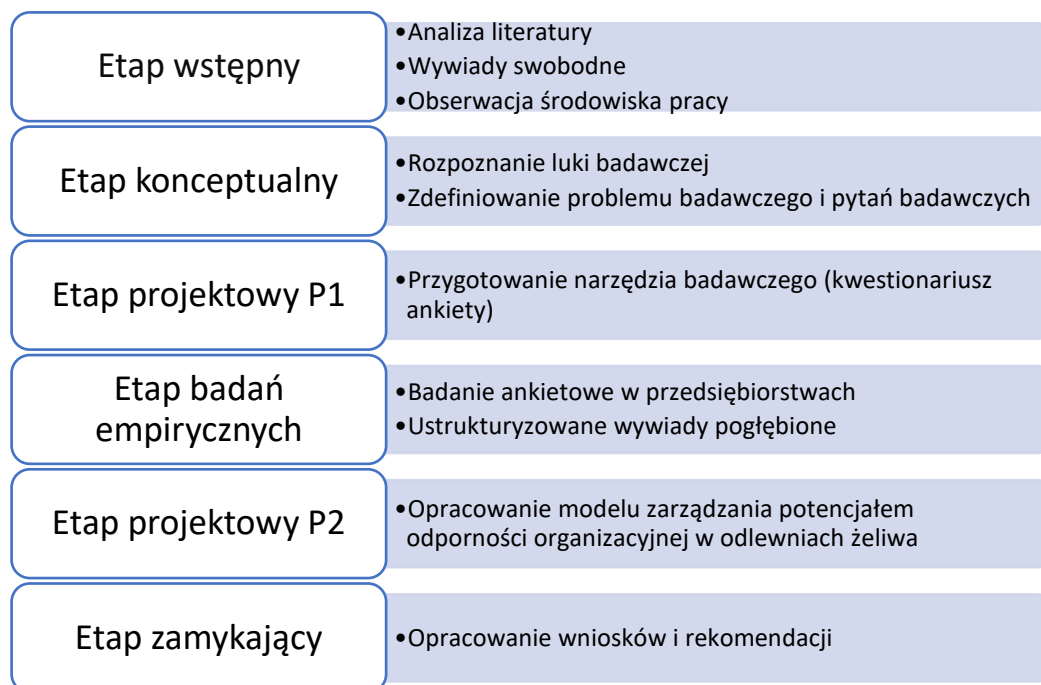 Etap wstępny
•Analiza literatury
•Wywiady swobodne
•Obserwacja środowiska pracy
Etap konceptualny
•Rozpoznanie luki badawczej
•Zdefiniowanie problemu badawczego i pytań badawczych
Etap projektowy P1
•Przygotowanie narzędzia badawczego (kwestionariusz
ankiety)
Etap badań
empirycznych
•Badanie ankietowe w przedsiębiorstwach
•Ustrukturyzowane wywiady pogłębione
Etap projektowy P2
•Opracowanie modelu zarządzania potencjałem
odporności organizacyjnej w odlewniach żeliwa
Etap zamykający
•Opracowanie wniosków i rekomendacji